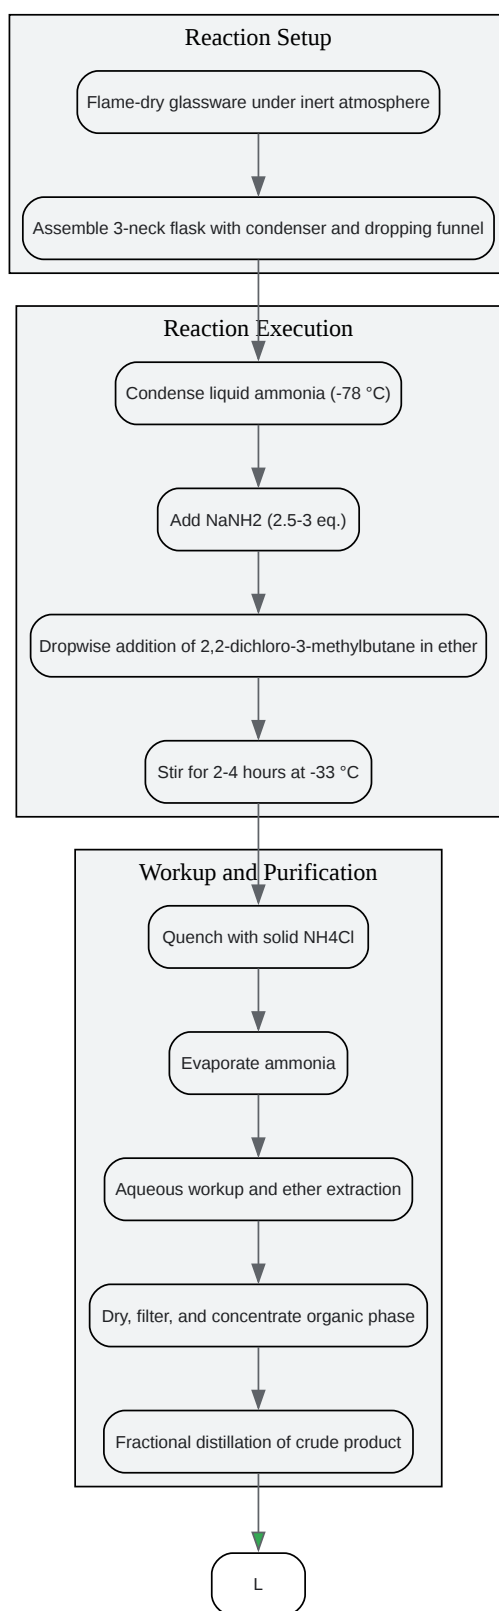 Reaction Setup
Flame-dry glassware under inert atmosphere
Assemble 3-neck flask with condenser and dropping funnel
Reaction Execution
Condense liquid ammonia (-78 °C)
Add NaNH2 (2.5-3 eq.)
Dropwise addition of 2,2-dichloro-3-methylbutane in ether
Stir for 2-4 hours at -33 °C
Workup and Purification
Quench with solid NH4Cl
Evaporate ammonia
Aqueous workup and ether extraction
Dry, filter, and concentrate organic phase
Fractional distillation of crude product
L